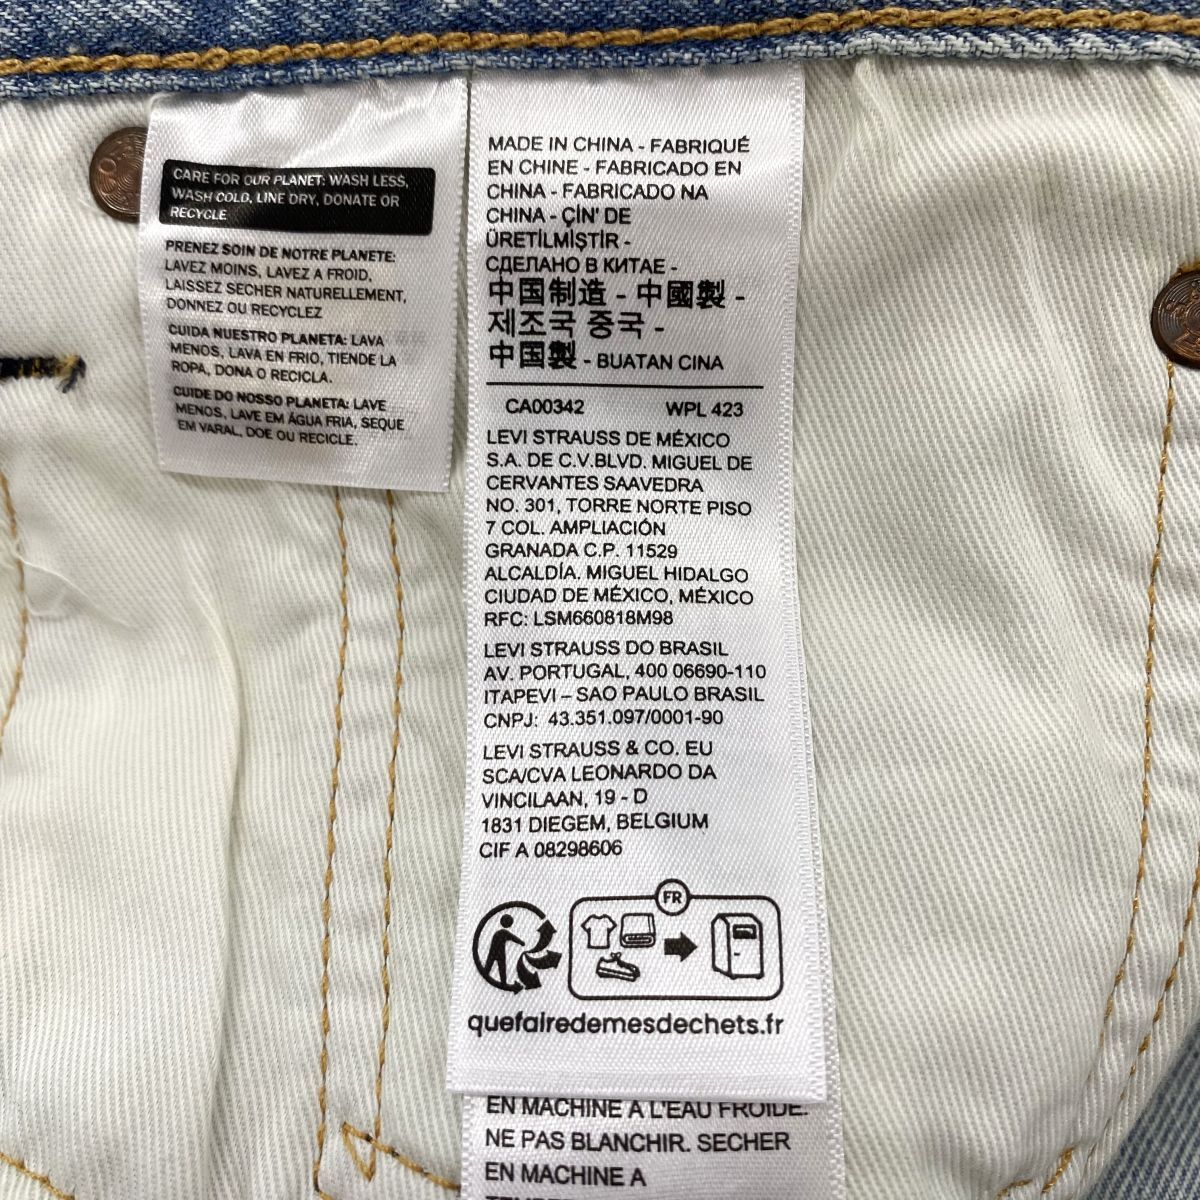 CARE FOR OUR PLANET: WASH LESS,
WASH COLD, LINE DRY, DONATE OR
RECYCLE
PRENEZ SOIN DE NOTRE PLANETE:
LAVEZ MOINS, LAVEZ A FROID,
LAISSEZ SECHER NATURELLEMENT,
DONNEZ OU RECYCLEZ
CUIDA NUESTRO PLANETA: LAVA
MENOS, LAVA EN FRIO, TIENDE LA
ROPA, DONA O RECICLA.
CUIDE DO NOSSO PLANETA: LAVE
MENOS, LAVE EM ÁGUA FRIA, SEQUE
EM VARAL, DOE OU RECICLE.
MADE IN CHINA - FABRIQUÉ
EN CHINE - FABRICADO EN
CHINA - FABRICADO NA
CHINA - ÇİN' DE
ÜRETİLMİŞTİR -
СДЕЛАНО В КИТАЕ -
中国制造 - 中國製 -
제조국 중국 -
中国製 - BUATAN CINA
CA00342 WPL 423
LEVI STRAUSS DE MÉXICO
S.A. DE C.V.BLVD. MIGUEL DE
CERVANTES SAAVEDRA
NO. 301, TORRE NORTE PISO
7 COL. AMPLIACIÓN
GRANADA C.P. 11529
ALCALDÍA. MIGUEL HIDALGO
CIUDAD DE MÉXICO, MÉXICO
RFC: LSM660818M98
LEVI STRAUSS DO BRASIL
AV. PORTUGAL, 400 06690-110
ITAPEVI – SAO PAULO BRASIL
CNPJ: 43.351.097/0001-90
LEVI STRAUSS & CO. EU
SCA/CVA LEONARDO DA
VINCILAAN, 19 - D
1831 DIEGEM, BELGIUM
CIF A 08298606
FR
quefairedemesdechets.fr
EN MACHINE A L'EAU FROIDE.
NE PAS BLANCHIR. SECHER
EN MACHINE A